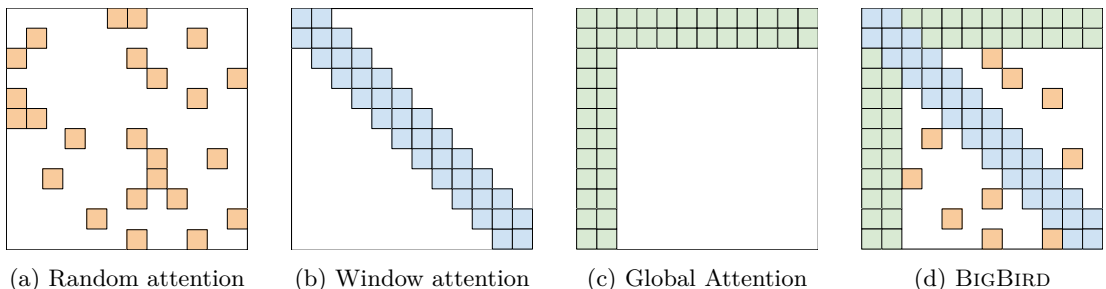 (a) Random attention
(b) Window attention
(c) Global Attention
(d) BIGBIRD